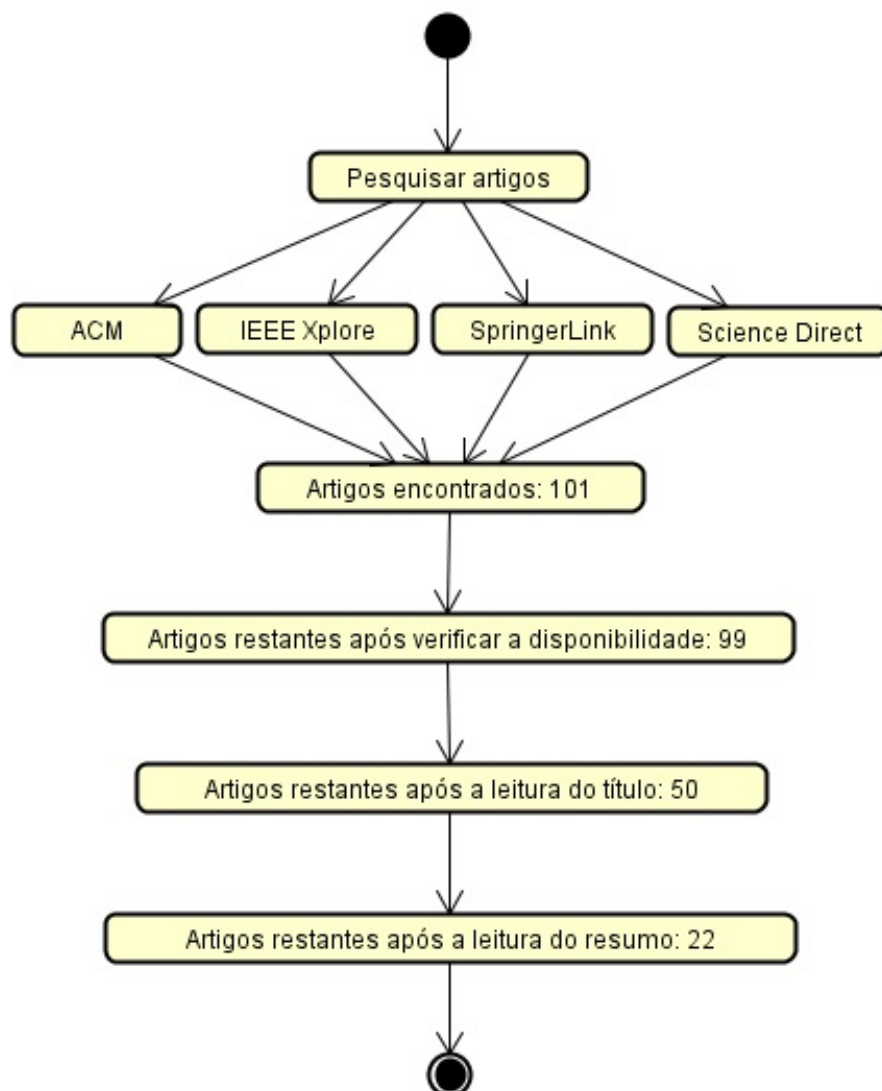 Pesquisar artigos
ACM
IEEE Xplore
SpringerLink
Science Direct
Artigos encontrados: 101
Artigos restantes após verificar a disponibilidade: 99
Artigos restantes após a leitura do título: 50
Artigos restantes após a leitura do resumo: 22